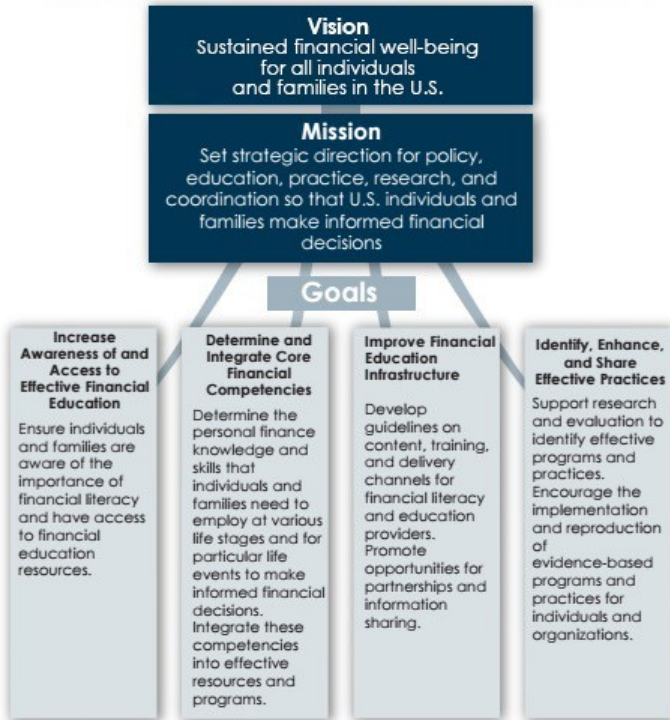 Vision
Sustained financial well-being
for all individuals
and families in the U.S.
Mission
Set strategic direction for policy,
education, practice, research, and
coordination so that U.S. individuals and
families make informed financial
decisions
Goals
Increase
Awareness of and
Access to
Effective Financial
Education
Ensure individuals
and families are
aware of the
importance of
financial literacy
and have access
to financial
education
resources.
Determine and
Integrate Core
Financial
Competencies
Determine the
personal finance
knowledge and
skills that
individuals and
families need to
employ at various
life stages and for
particular life
events to make
informed financial
decisions.
Integrate these
competencies
into effective
resources and
programs.
Improve Financial
Education
Infrastructure
Develop
guidelines on
content, training,
and delivery
channels for
financial literacy
and education
providers.
Promote
opportunities for
partnerships and
information
sharing.
Identify, Enhance,
and Share
Effective Practices
Support research
and evaluation to
identify effective
programs and
practices.
Encourage the
implementation
and reproduction
of
evidence-based
programs and
practices for
individuals and
organizations.